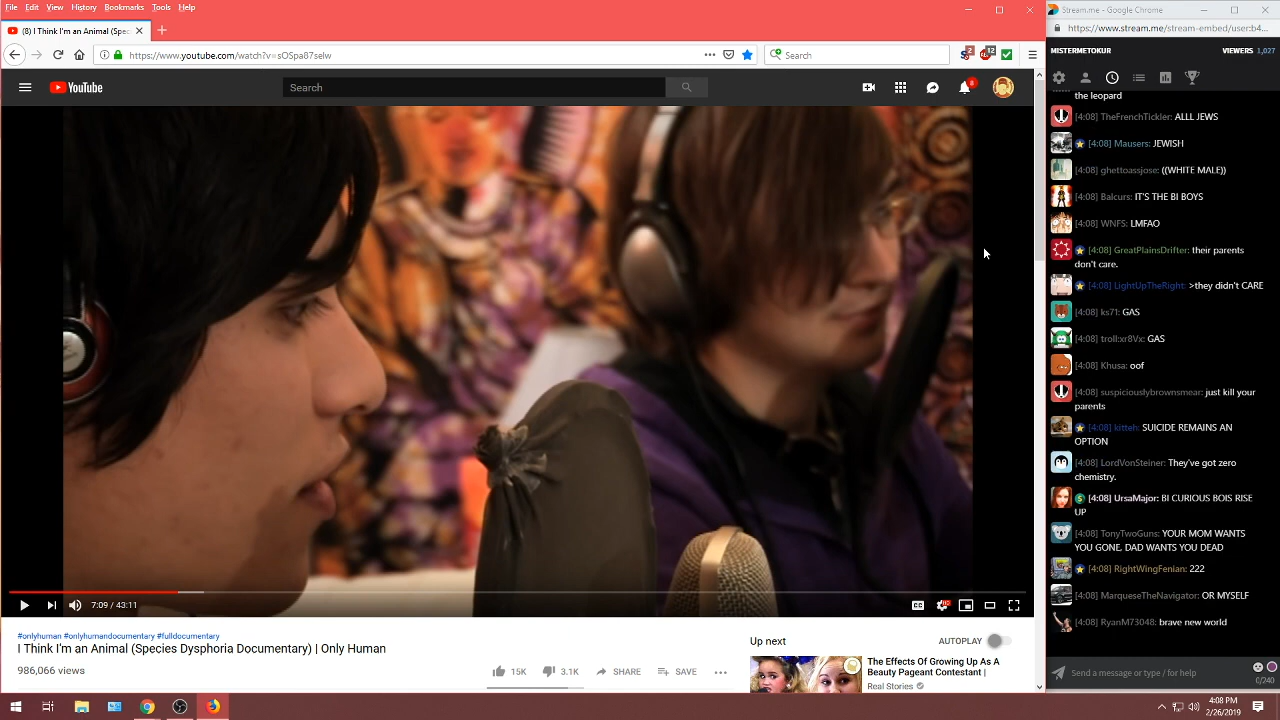 File Edit View History Bookmarks Tools Help
(8) I Think I'm an Animal (Spec
https://www.youtube.com/watch?v=sOSpa87selw
Search
2
12
YouTube
Search
8
7:09 / 43:11
CC
HD
#onlyhuman #onlyhumandocumentary #fulldocumentary
I Think I'm an Animal (Species Dysphoria Documentary) | Only Human
986,066 views
15K
3.1K
SHARE
SAVE
Up next
AUTOPLAY
The Effects Of Growing Up As A
Beauty Pageant Contestant |
Real Stories
Stream.me - Google Chrome
https://www.stream.me/stream-embed/userb4...
MISTERMETOKUR
VIEWERS 1,027
the leopard
[4:08] TheFrenchTickler: ALLL JEWS
[4:08] Mausers: JEWISH
[4:08] ghettoassjose: ((WHITE MALE))
[4:08] Balcurs: IT'S THE BI BOYS
[4:08] WNFS: LMFAO
[4:08] GreatPlainsDrifter: their parents
don't care.
[4:08] LightUpTheRight: >they didn't CARE
[4:08] ks71: GAS
[4:08] troll:xr8Vx: GAS
[4:08] Khusa: oof
[4:08] suspiciouslybrownsmear: just kill your
parents
[4:08] kitteh: SUICIDE REMAINS AN
OPTION
[4:08] LordVonSteiner: They've got zero
chemistry.
[4:08] UrsaMajor: BI CURIOUS BOIS RISE
UP
[4:08] TonyTwoGuns: YOUR MOM WANTS
YOU GONE, DAD WANTS YOU DEAD
[4:08] RightWingFenian: 222
[4:08] MarqueseTheNavigator: OR MYSELF
[4:08] RyanM73048: brave new world
Send a message or type / for help
0/240
4:08 PM
2/26/2019